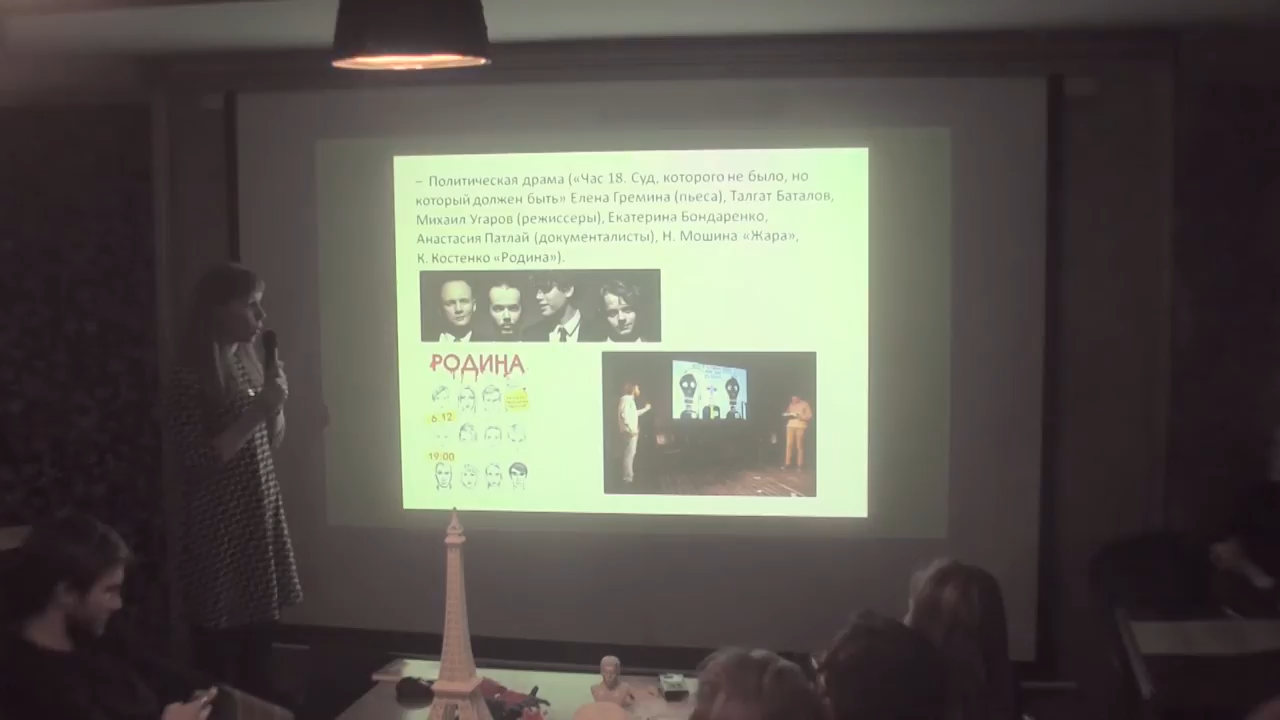 – Политическая драма («Час 18. Суд, которого не было, но
который должен быть» Елена Гремина (пьеса), Талгат Баталов,
Михаил Угаров (режиссеры), Екатерина Бондаренко,
Анастасия Патлай (документалисты), Н. Мошина «Жара»,
К. Костенко «Родина»).
РОДИНА
6.12
19:00